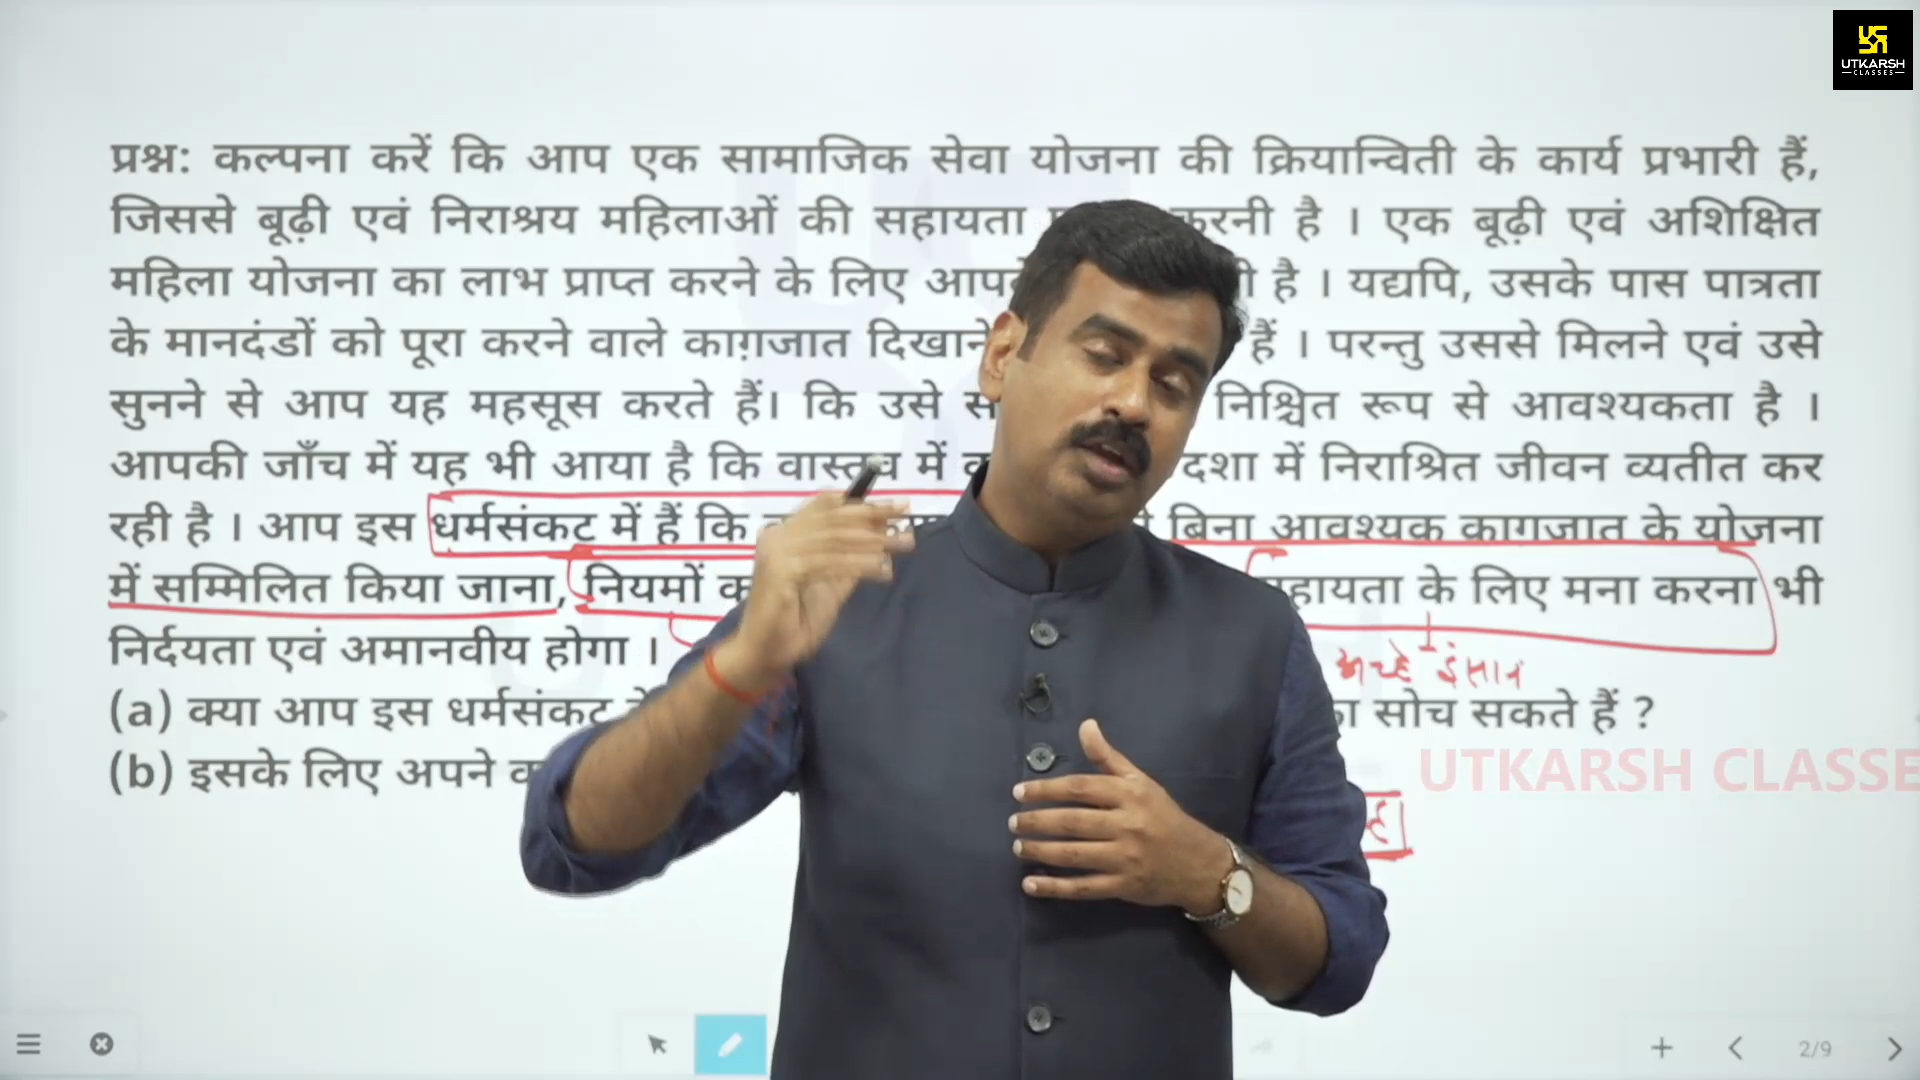 UTKARSH
CLASSES
प्रश्न: कल्पना करें कि आप एक सामाजिक सेवा योजना की क्रियान्विती के कार्य प्रभारी हैं,
जिससे बूढ़ी एवं निराश्रय महिलाओं की सहायता करनी है । एक बूढ़ी एवं अशिक्षित
महिला योजना का लाभ प्राप्त करने के लिए है । यद्यपि, उसके पास पात्रता
के मानदंडों को पूरा करने वाले काग़जात दिखाने हैं । परन्तु उससे मिलने एवं उसे
सुनने से आप यह महसूस करते हैं। कि उसे निश्चित रूप से आवश्यकता है ।
आपकी जाँच में यह भी आया है कि वास्तव में दशा में निराश्रित जीवन व्यतीत कर
रही है । आप इस धर्मसंकट में हैं कि बिना आवश्यक कागजात के योजना
में सम्मिलित किया जाना, नियमों के लिए मना करना भी
निर्दयता एवं अमानवीय होगा ।
अच्छे इंसान
(a) क्या आप इस धर्मसंकट सोच सकते हैं ?
(b) इसके लिए अपने
UTKARSH CLASSE
2/9